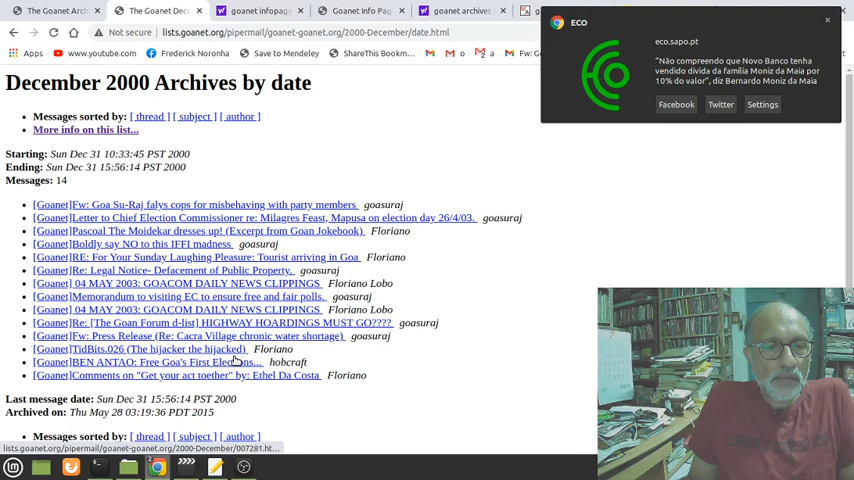 The Goanet Arch
The Goanet Dec
goanet infopage
Goanet Info Pag
goanet archives
Not secure
lists.goanet.org/pipermail/goanet-goanet.org/2000-December/date.html
Apps
www.youtube.com
Frederick Noronha
Save to Mendeley
ShareThis Bookm...
ECO
eco.sapo.pt
"Não compreendo que Novo Banco tenha
vendido dívida da família Moniz da Maia por
10% do valor", diz Bernardo Moniz da Maia
Facebook
Twitter
Settings
December 2000 Archives by date
Messages sorted by: [ thread ] [ subject ] [ author ]
More info on this list...
Starting: Sun Dec 31 10:33:45 PST 2000
Ending: Sun Dec 31 15:56:14 PST 2000
Messages: 14
[Goanet]Fw: Goa Su-Raj falys cops for misbehaving with party members goasuraj
[Goanet]Letter to Chief Election Commissioner re: Milagres Feast, Mapusa on election day 26/4/03. goasuraj
[Goanet]Pascoal The Moidekar dresses up! (Excerpt from Goan Jokebook) Floriano
[Goanet]Boldly say NO to this IFFI madness goasuraj
[Goanet]RE: For Your Sunday Laughing Pleasure: Tourist arriving in Goa Floriano
[Goanet]Re: Legal Notice- Defacement of Public Property. goasuraj
[Goanet] 04 MAY 2003: GOACOM DAILY NEWS CLIPPINGS Floriano Lobo
[Goanet]Memorandum to visiting EC to ensure free and fair polls. goasuraj
[Goanet] 04 MAY 2003: GOACOM DAILY NEWS CLIPPINGS Floriano Lobo
[Goanet]Re: [The Goan Forum d-list] HIGHWAY HOARDINGS MUST GO???? goasuraj
[Goanet]Fw: Press Release (Re: Cacra Village chronic water shortage) goasuraj
[Goanet]TidBits.026 (The hijacker the hijacked) Floriano
[Goanet]BEN ANTAO: Free Goa's First Elections... hobcraft
[Goanet]Comments on "Get your act toether" by: Ethel Da Costa Floriano
Last message date: Sun Dec 31 15:56:14 PST 2000
Archived on: Thu May 28 03:19:36 PDT 2015
Messages sorted by: [ thread ] [ subject ] [ author ]
lists.goanet.org/pipermail/goanet-goanet.org/2000-December/007281.ht...